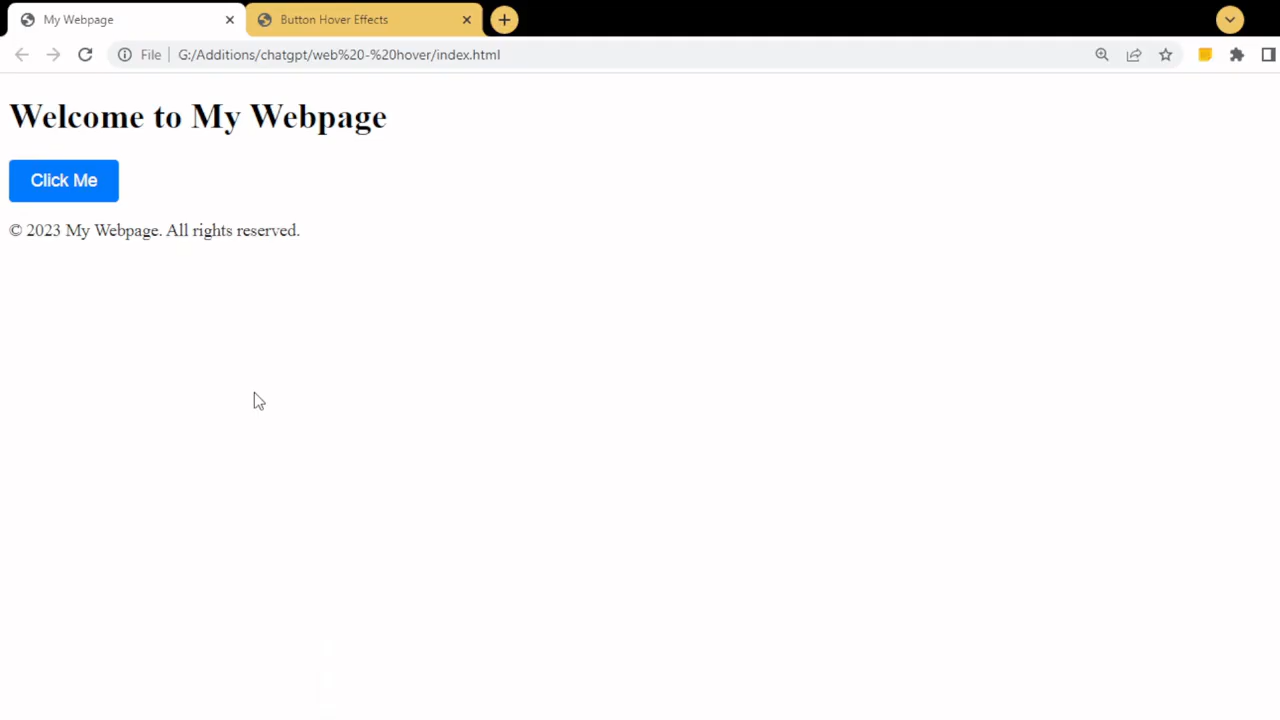 My Webpage
Button Hover Effects
File
G:/Additions/chatgpt/web%20-%20hover/index.html
Welcome to My Webpage
Click Me
© 2023 My Webpage. All rights reserved.